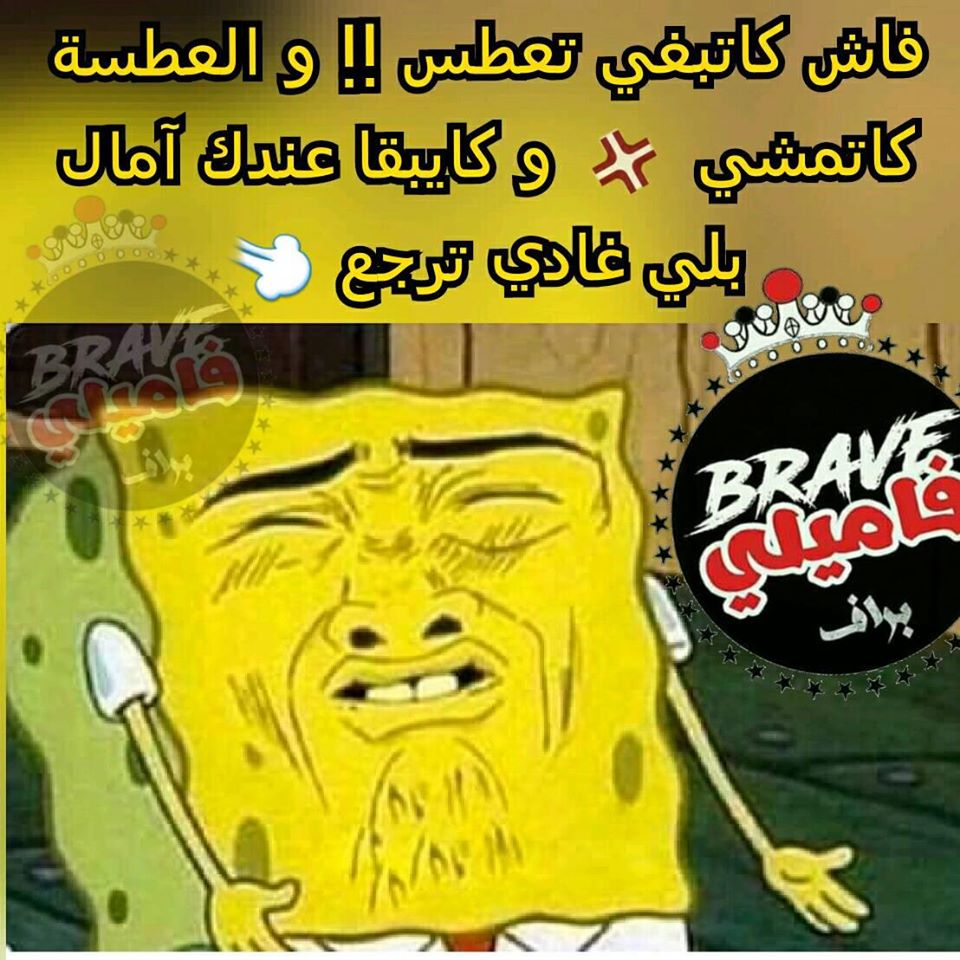 فاش كاتبغي تعطس !! و العطسة
كاتمشي 💢 و كايبقا عندك آمال
بلي غادي ترجع 💨
BRAVE
فاميلي
براف
BRAVE
فاميلي
براف